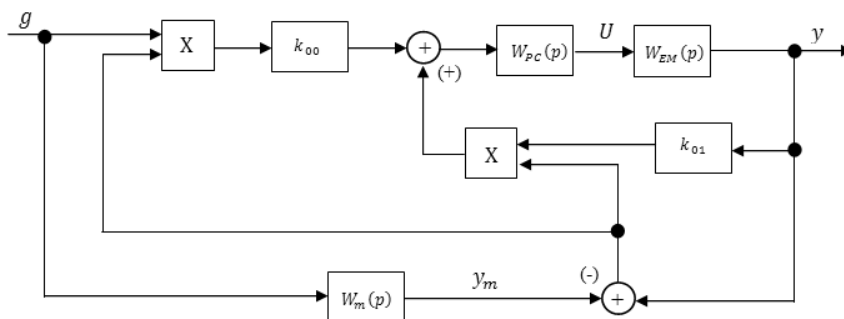 g
X
k₀₀
+
(+)
W_PC(p)
U
W_EM(p)
y
X
k₀₁
W_m(p)
y_m
(-)
+